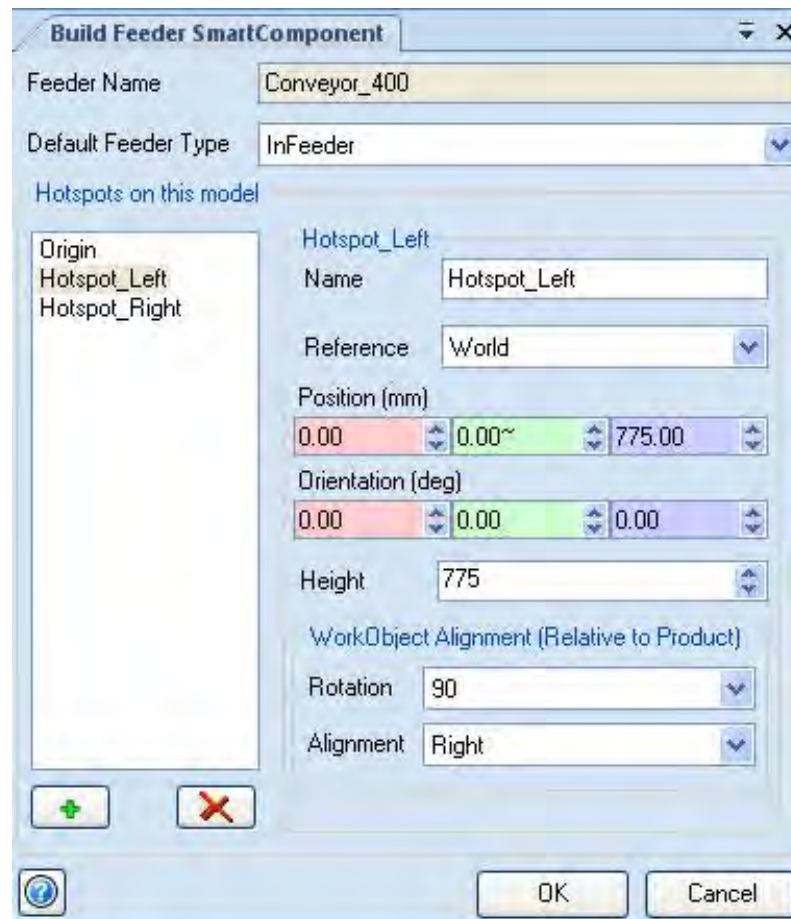 Build Feeder SmartComponent
Feeder Name Conveyor_400
Default Feeder Type InFeeder
Hotspots on this model
Origin
Hotspot_Left
Hotspot_Right
Hotspot_Left
Name Hotspot_Left
Reference World
Position (mm)
0.00 0.00~ 775.00
Orientation (deg)
0.00 0.00 0.00
Height 775
WorkObject Alignment (Relative to Product)
Rotation 90
Alignment Right
OK Cancel